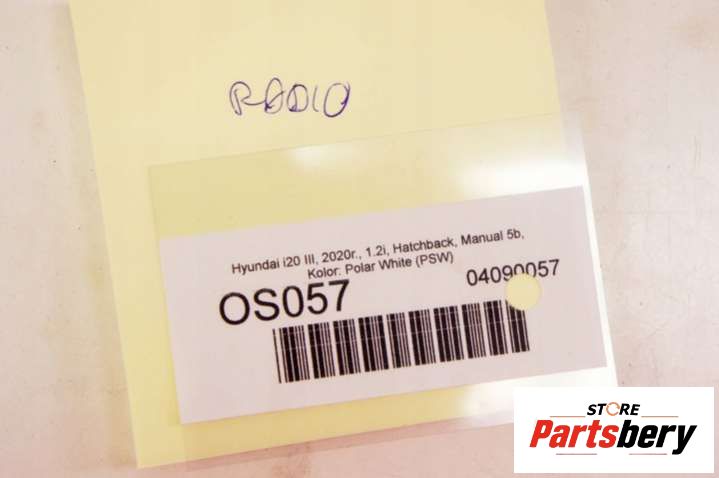 RADIO
Hyundai i20 III, 2020r., 1.2i, Hatchback, Manual 5b,
Kolor: Polar White (PSW)
OS057
04090057
STORE
Partsbery